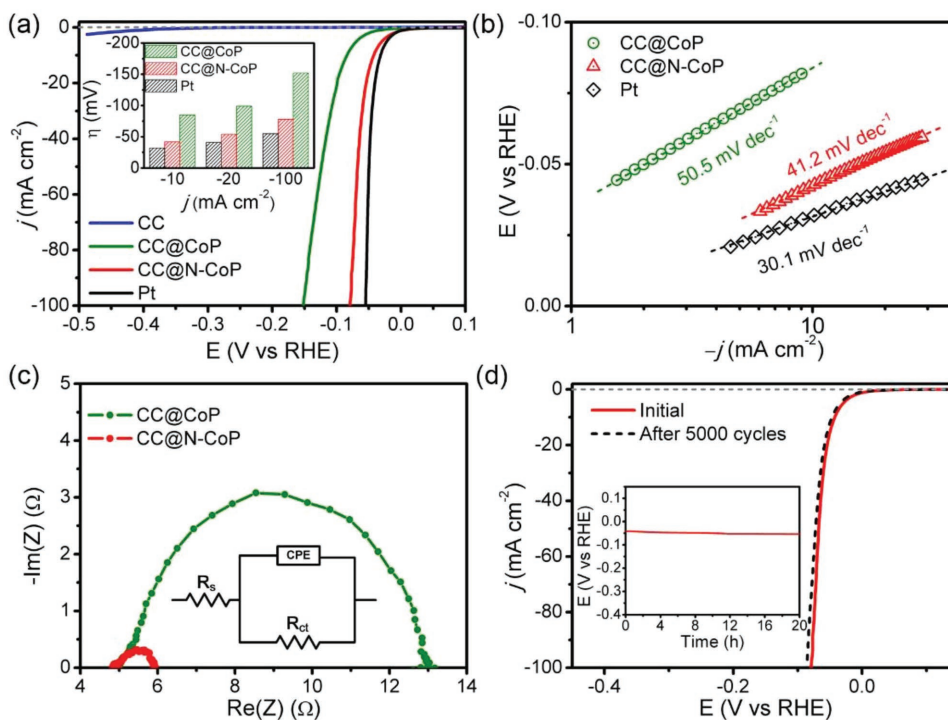 (a)
0
-20
-40
-60
-80
-100
j (mA cm⁻²)
-200
-150
-100
-50
0
η (mV)
CC@CoP
CC@N-CoP
Pt
-10 -20 -100
j (mA cm⁻²)
CC
CC@CoP
CC@N-CoP
Pt
-0.5 -0.4 -0.3 -0.2 -0.1 0.0 0.1
E (V vs RHE)
(b)
-0.10
-0.05
0.00
E (V vs RHE)
CC@CoP
CC@N-CoP
Pt
50.5 mV dec⁻¹
41.2 mV dec⁻¹
30.1 mV dec⁻¹
1 10
-j (mA cm⁻²)
(c)
5
4
3
2
1
0
-Im(Z) (Ω)
CC@CoP
CC@N-CoP
CPE
Rs
Rct
4 6 8 10 12 14
Re(Z) (Ω)
(d)
0
-20
-40
-60
-80
-100
j (mA cm⁻²)
Initial
After 5000 cycles
0.1
0.0
-0.1
-0.2
-0.3
-0.4
E (V vs RHE)
0 4 8 12 16 20
Time (h)
-0.4 -0.2 0.0
E (V vs RHE)